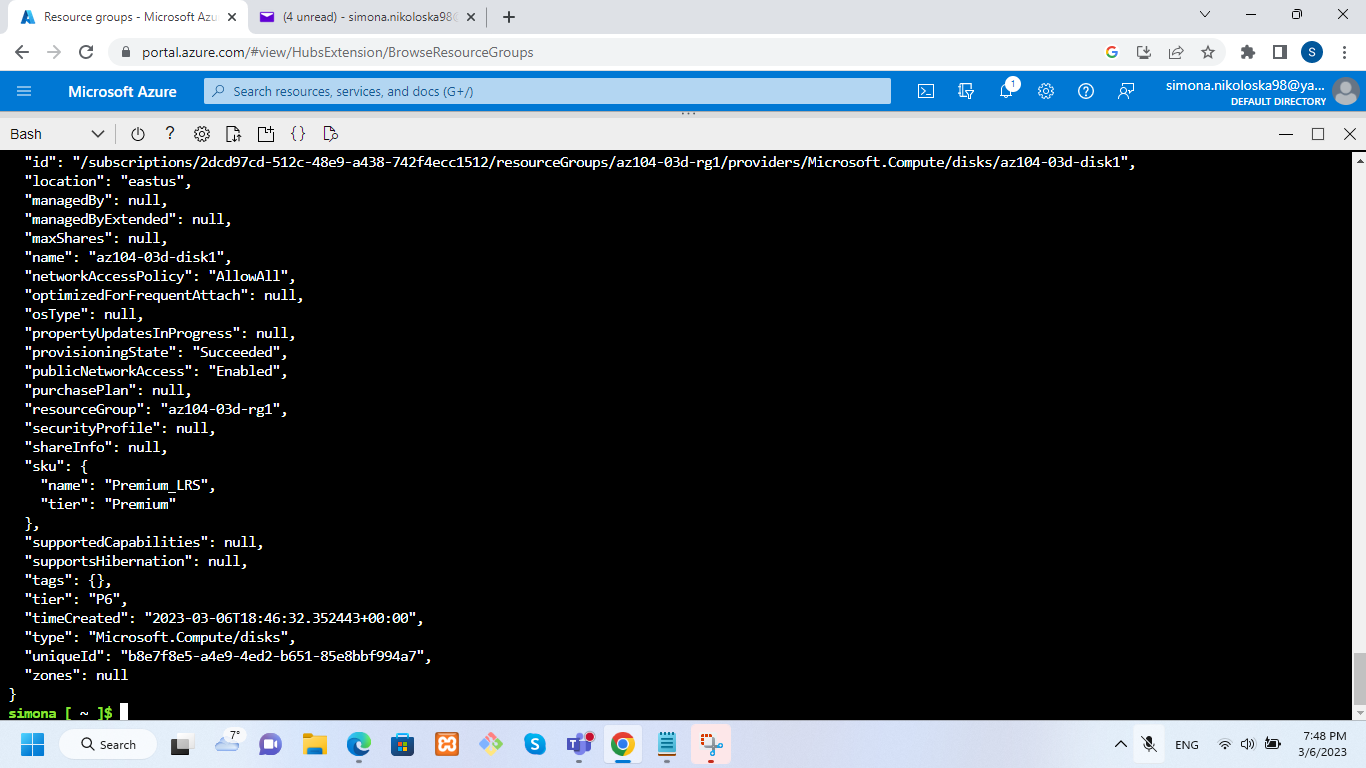 Resource groups - Microsoft Azu
(4 unread) - simona.nikoloska98@
portal.azure.com/#view/HubsExtension/BrowseResourceGroups
S
Microsoft Azure
Search resources, services, and docs (G+/)
1
simona.nikoloska98@ya...
DEFAULT DIRECTORY
Bash
"id": "/subscriptions/2dcd97cd-512c-48e9-a438-742f4ecc1512/resourceGroups/az104-03d-rg1/providers/Microsoft.Compute/disks/az104-03d-disk1",
"location": "eastus",
"managedBy": null,
"managedByExtended": null,
"maxShares": null,
"name": "az104-03d-disk1",
"networkAccessPolicy": "AllowAll",
"optimizedForFrequentAttach": null,
"osType": null,
"propertyUpdatesInProgress": null,
"provisioningState": "Succeeded",
"publicNetworkAccess": "Enabled",
"purchasePlan": null,
"resourceGroup": "az104-03d-rg1",
"securityProfile": null,
"shareInfo": null,
"sku": {
"name": "Premium_LRS",
"tier": "Premium"
},
"supportedCapabilities": null,
"supportsHibernation": null,
"tags": {},
"tier": "P6",
"timeCreated": "2023-03-06T18:46:32.352443+00:00",
"type": "Microsoft.Compute/disks",
"uniqueId": "b8e7f8e5-a4e9-4ed2-b651-85e8bbf994a7",
"zones": null
}
simona [ ~ ]$
Search
7°
ENG
7:48 PM
3/6/2023